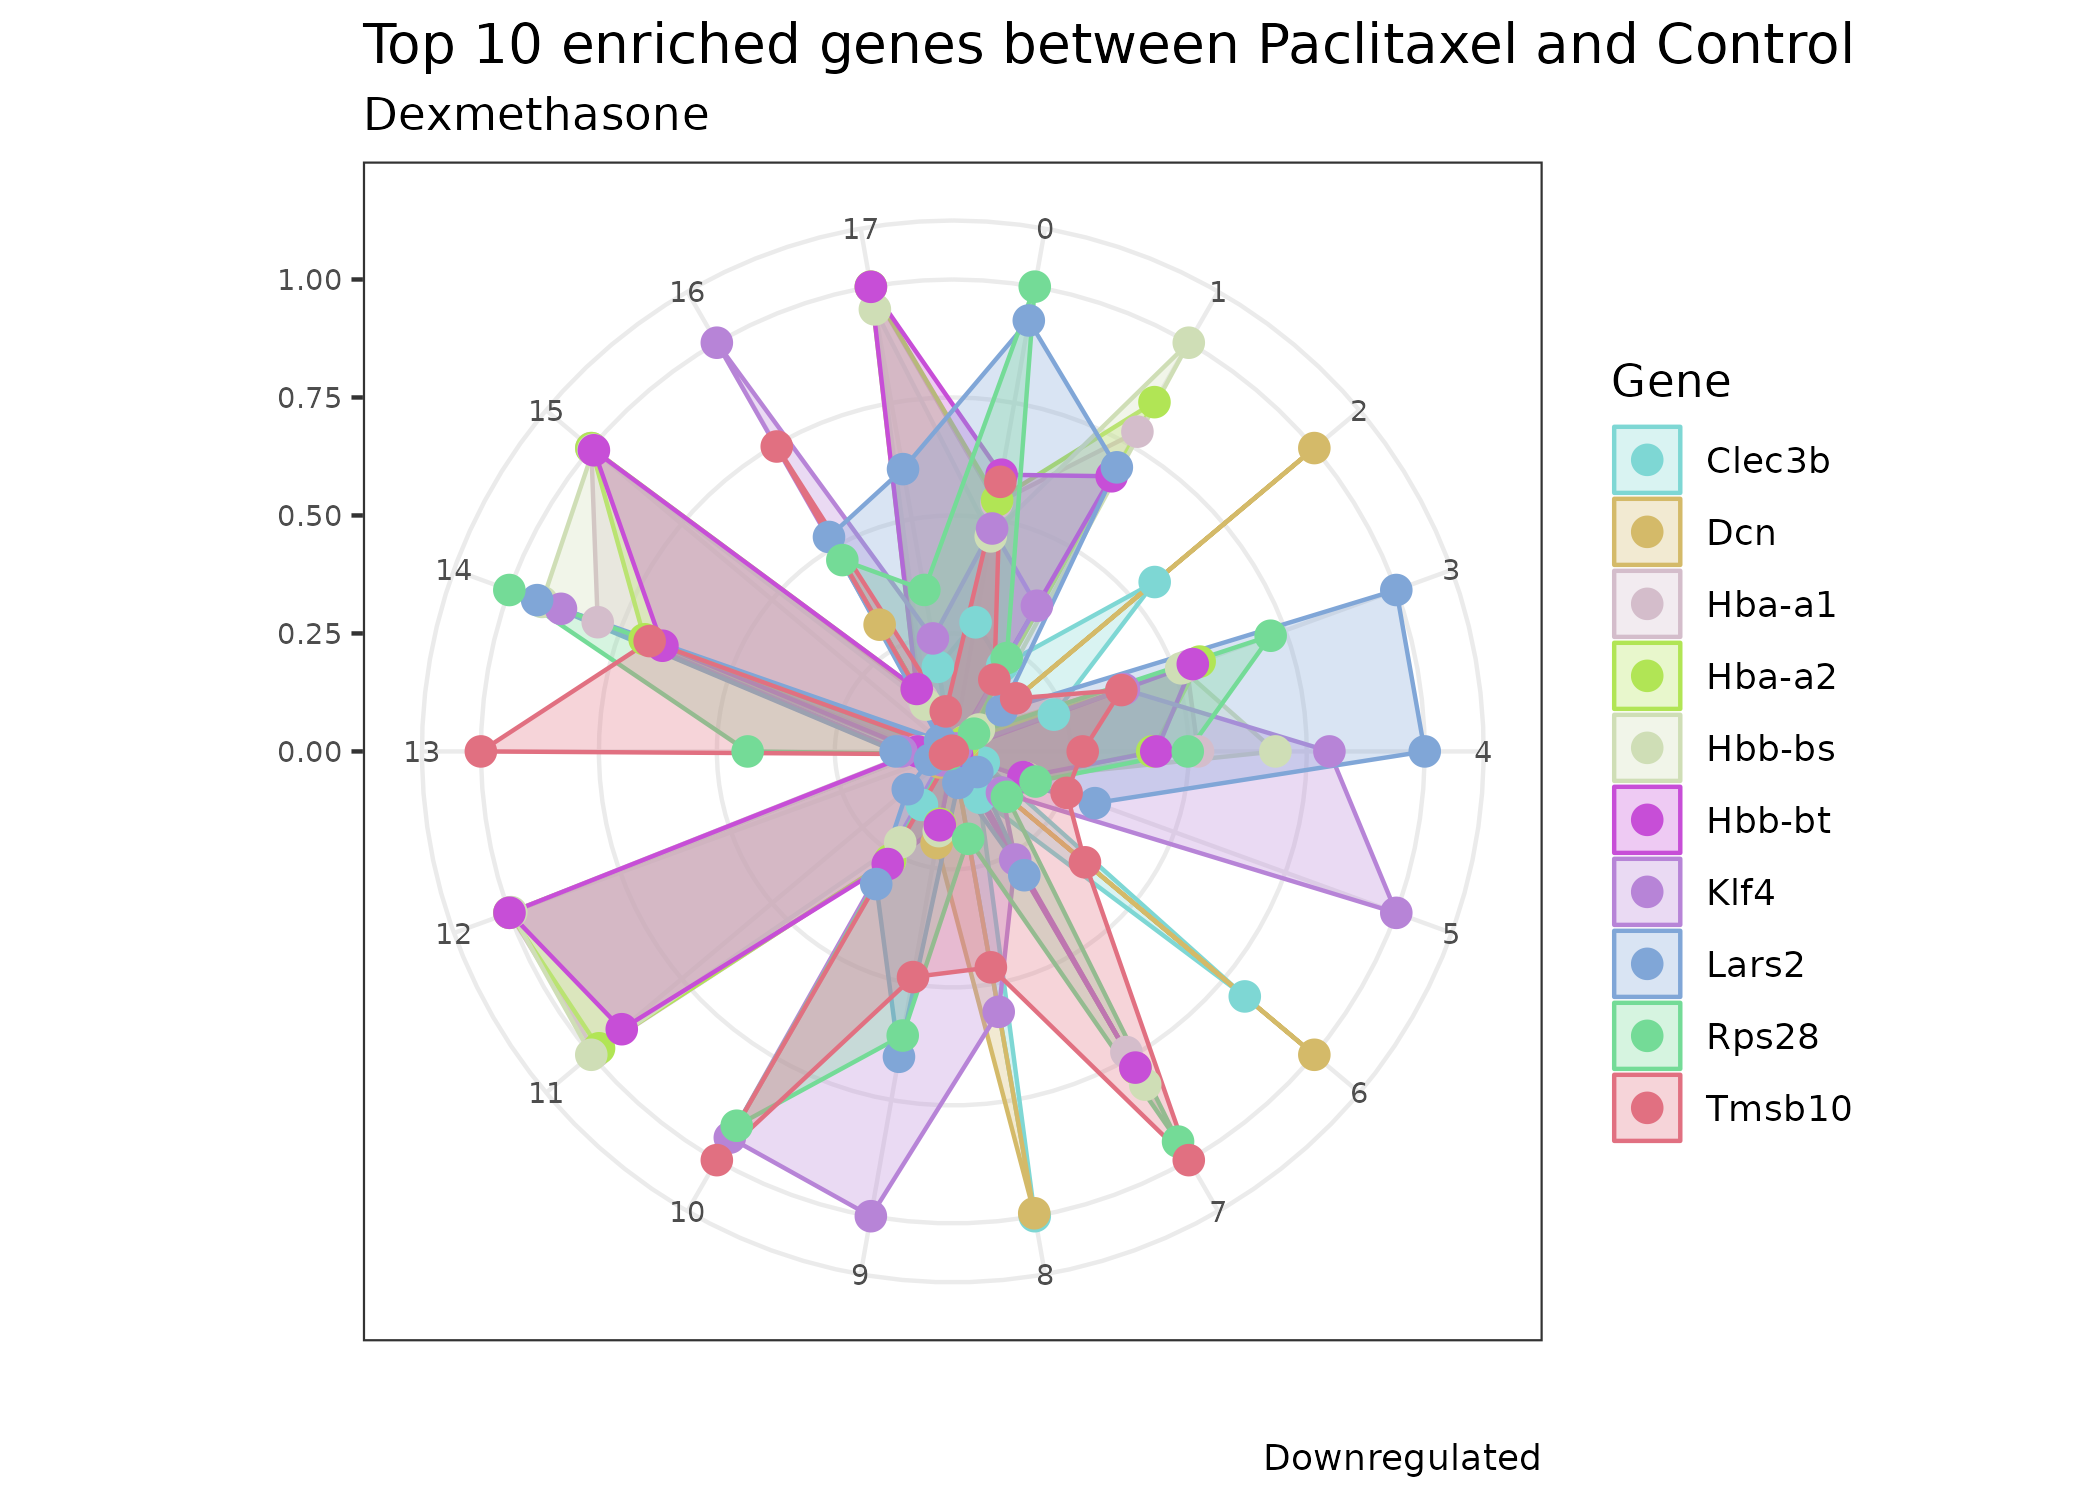 Top 10 enriched genes between Paclitaxel and Control
Dexmethasone
17
0
16
1
1.00
15
2
0.75
0.50
14
3
0.25
0.00
13
4
12
5
11
6
10
7
9
8
Gene
Clec3b
Dcn
Hba-a1
Hba-a2
Hbb-bs
Hbb-bt
Klf4
Lars2
Rps28
Tmsb10
Downregulated